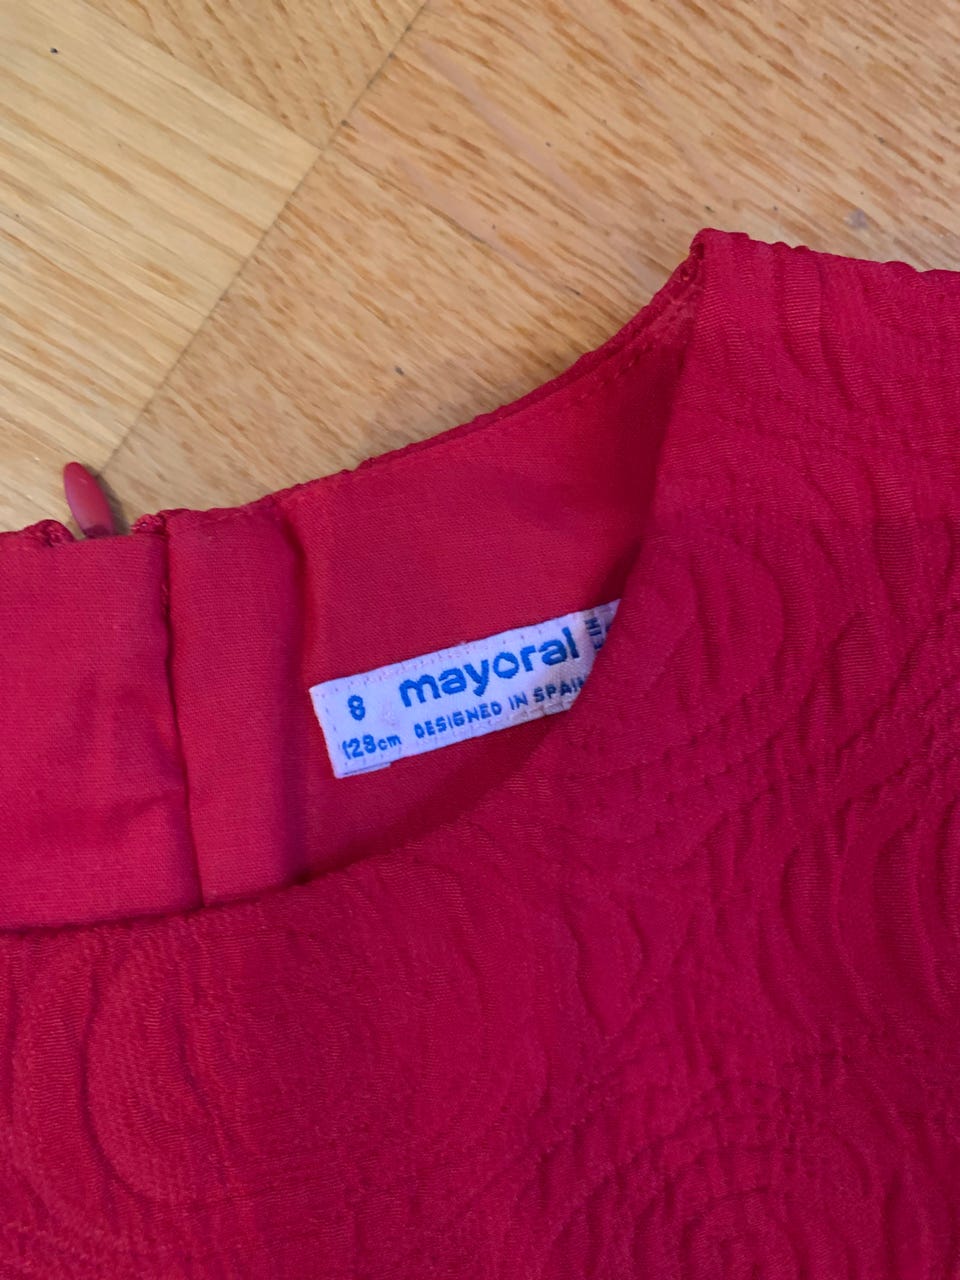 8 mayoral
128cm DESIGNED IN SPAIN